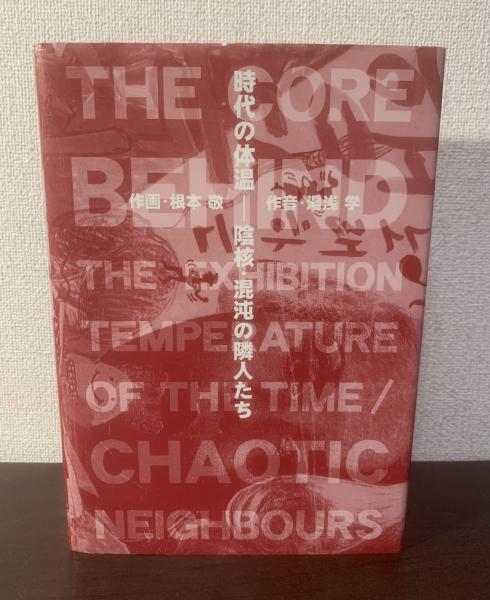 THE CORE
BEHIND
THE EXHIBITION
TEMPERATURE
OF THE TIME /
CHAOTIC
NEIGHBOURS
時代の体温―陰核・混沌の隣人たち
作画・根本 敬
作音・湯浅 学